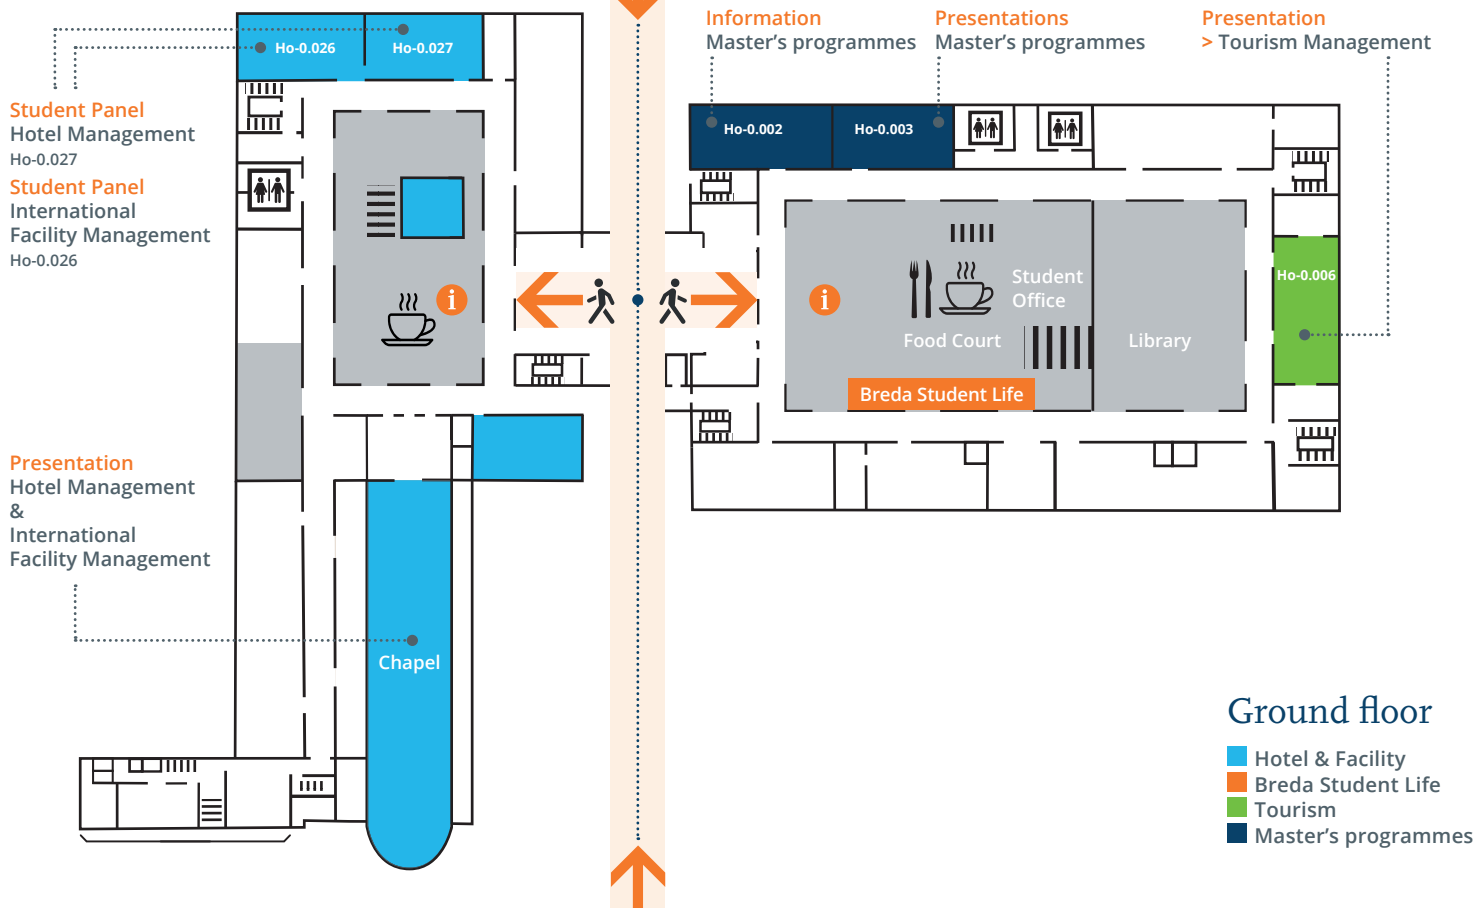 Information
Master's programmes
Presentations
Master's programmes
Presentation
> Tourism Management
Ho-0.026
Ho-0.027
Student Panel
Hotel Management
Ho-0.027
Student Panel
International
Facility Management
Ho-0.026
Ho-0.002
Ho-0.003
Ho-0.006
i
i
Student
Office
Food Court
Library
Breda Student Life
Presentation
Hotel Management
&
International
Facility Management
Chapel
Ground floor
Hotel & Facility
Breda Student Life
Tourism
Master's programmes